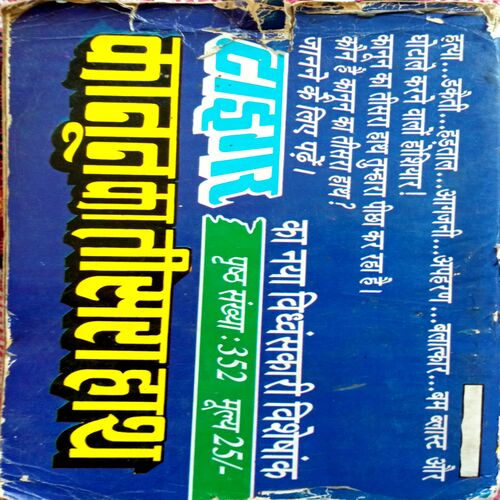 हत्या...डकैती...हड़ताल...आगजनी...अपहरण...बलात्कार...बम ब्लास्ट और
घोटाले करने वालों होशियार!
कानून का तीसरा हाथ तुम्हारा पीछा कर रहा है।
कौन है कानून का तीसरा हाथ?
जानने के लिए पढ़ें।
टाइगर
का नया विध्वंसकारी विशेषांक
पृष्ठ संख्या :352 मूल्य 25/-
कानून का तीसरा हाथ